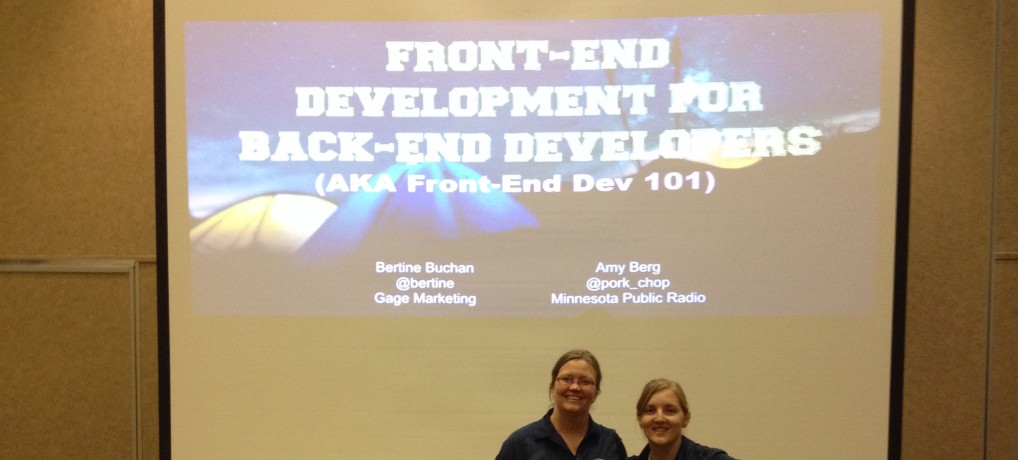 FRONT-END
DEVELOPMENT FOR
BACK-END DEVELOPERS
(AKA Front-End Dev 101)
Bertine Buchan
@bertine
Gage Marketing
Amy Berg
@pork_chop
Minnesota Public Radio